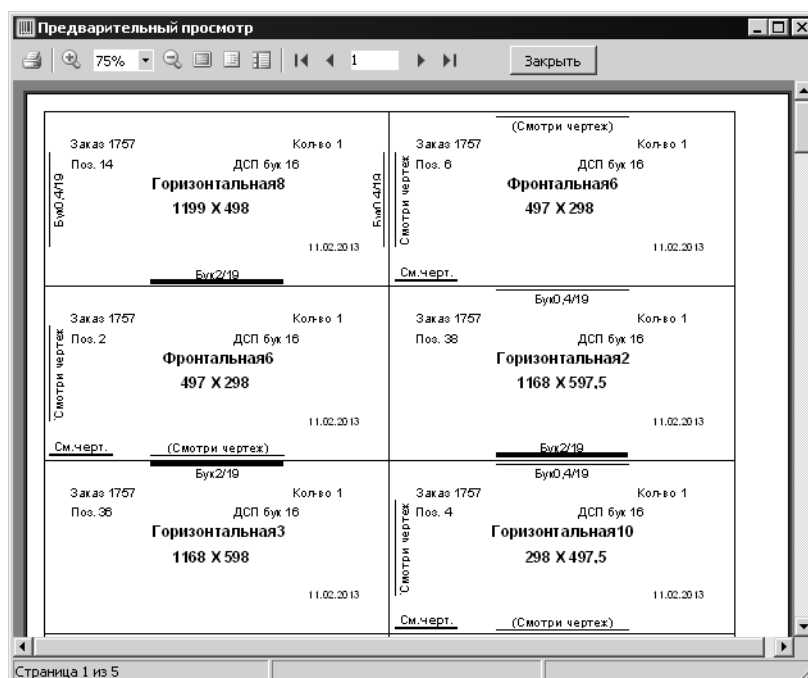 Предварительный просмотр
75% 1 Закрыть
Заказ 1757 Кол-во 1
Поз. 14 ДСП бук 16
Горизонтальная8
1199 X 498
Бук0,4/19
Бук0,4/19
11.02.2013
Бук2/19
(Смотри чертеж)
Заказ 1757 Кол-во 1
Поз. 6 ДСП бук 16
Фронтальная6
497 X 298
Смотри чертеж
11.02.2013
См.черт.
Заказ 1757 Кол-во 1
Поз. 2 ДСП бук 16
Фронтальная6
497 X 298
Смотри чертеж
11.02.2013
См.черт. (Смотри чертеж)
Бук0,4/19
Заказ 1757 Кол-во 1
Поз. 38 ДСП бук 16
Горизонтальная2
1168 X 597,5
11.02.2013
Бук2/19
Бук2/19
Заказ 1757 Кол-во 1
Поз. 36 ДСП бук 16
Горизонтальная3
1168 X 598
11.02.2013
Бук0,4/19
Заказ 1757 Кол-во 1
Поз. 4 ДСП бук 16
Горизонтальная10
298 X 497,5
Смотри чертеж
11.02.2013
См.черт. (Смотри чертеж)
Страница 1 из 5